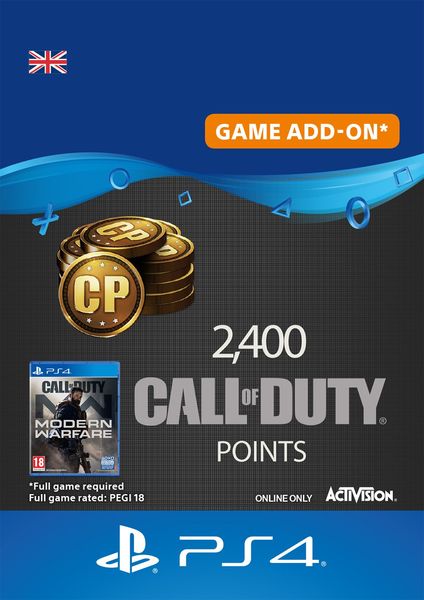 GAME ADD-ON*
CP
2,400
CALL OF DUTY®
POINTS
PS4
CALL OF DUTY
MW
MODERN
WARFARE
18
*Full game required
Full game rated: PEGI 18
ONLINE ONLY
ACTIVISION®
PS4